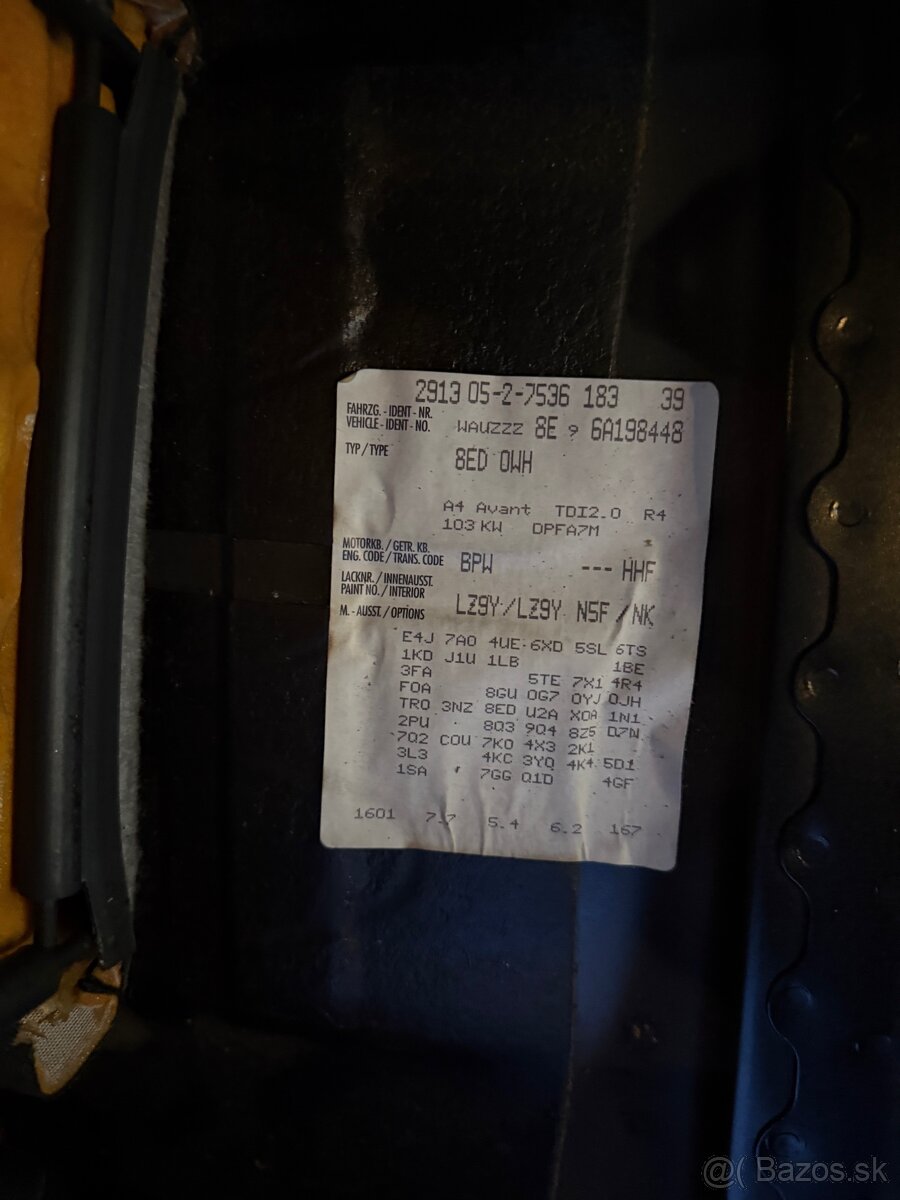 2913 05-2-7536 183 39
FAHRZG. - IDENT - NR.
VEHICLE - IDENT - NO. WAUZZZ 8E 9 6A198448
TYP / TYPE 8ED 0WH
A4 Avant TDI2.0 R4
103 KW DPFA7M
MOTORKB. / GETR. KB.
ENG. CODE / TRANS. CODE BPW --- HHF
LACKNR. / INNENAUSST.
PAINT NO. / INTERIOR LZ9Y/LZ9Y N5F /NK
M. - AUSST. / OPTIONS
E4J 7A0 4UE 6XD 5SL 6TS
1KD J1U 1LB 1BE
3FA 5TE 7X1 4R4
F0A 8GU 0G7 0YJ 0JH
TR0 3NZ 8ED U2A X0A 1N1
2PU 8Q3 9Q4 8Z5 D7N
7Q2 C0U 7K0 4X3 2K1
3L3 4KC 3YQ 4K4 5D1
1SA 7GG Q1D 4GF
1601 7.7 5.4 6.2 167
@( Bazos.sk